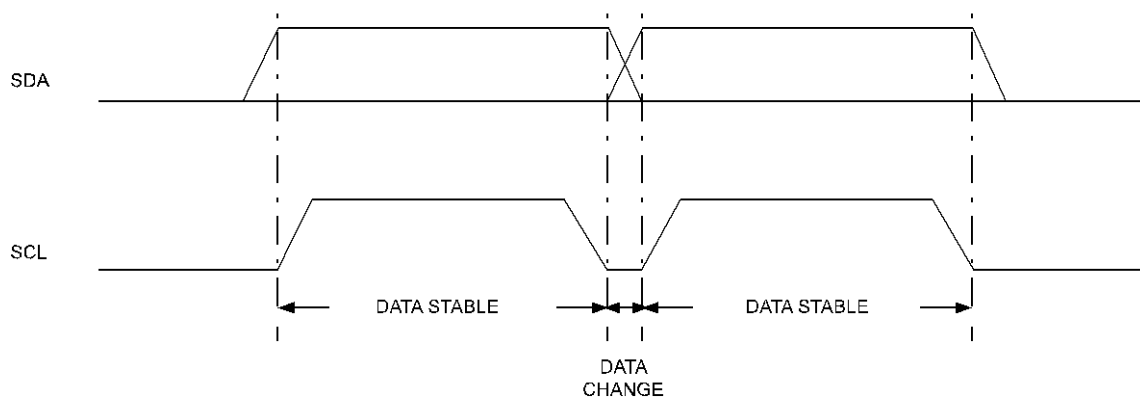 SDA
SCL
DATA STABLE
DATA STABLE
DATA
CHANGE